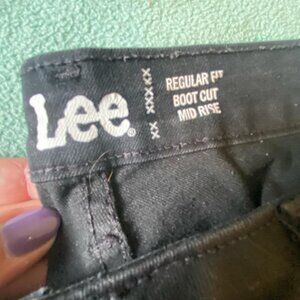 Lee®
REGULAR FIT
BOOT CUT
MID RISE